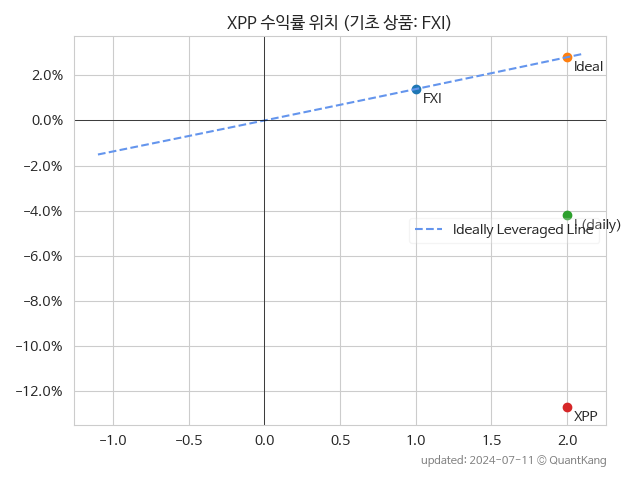 XPP 수익률 위치 (기초 상품: FXI)
2.0%
0.0%
−2.0%
−4.0%
−6.0%
−8.0%
−10.0%
−12.0%
Ideal
FXI
(daily)
Ideally Leveraged Line
XPP
−1.0 −0.5 0.0 0.5 1.0 1.5 2.0
updated: 2024-07-11 © QuantKang